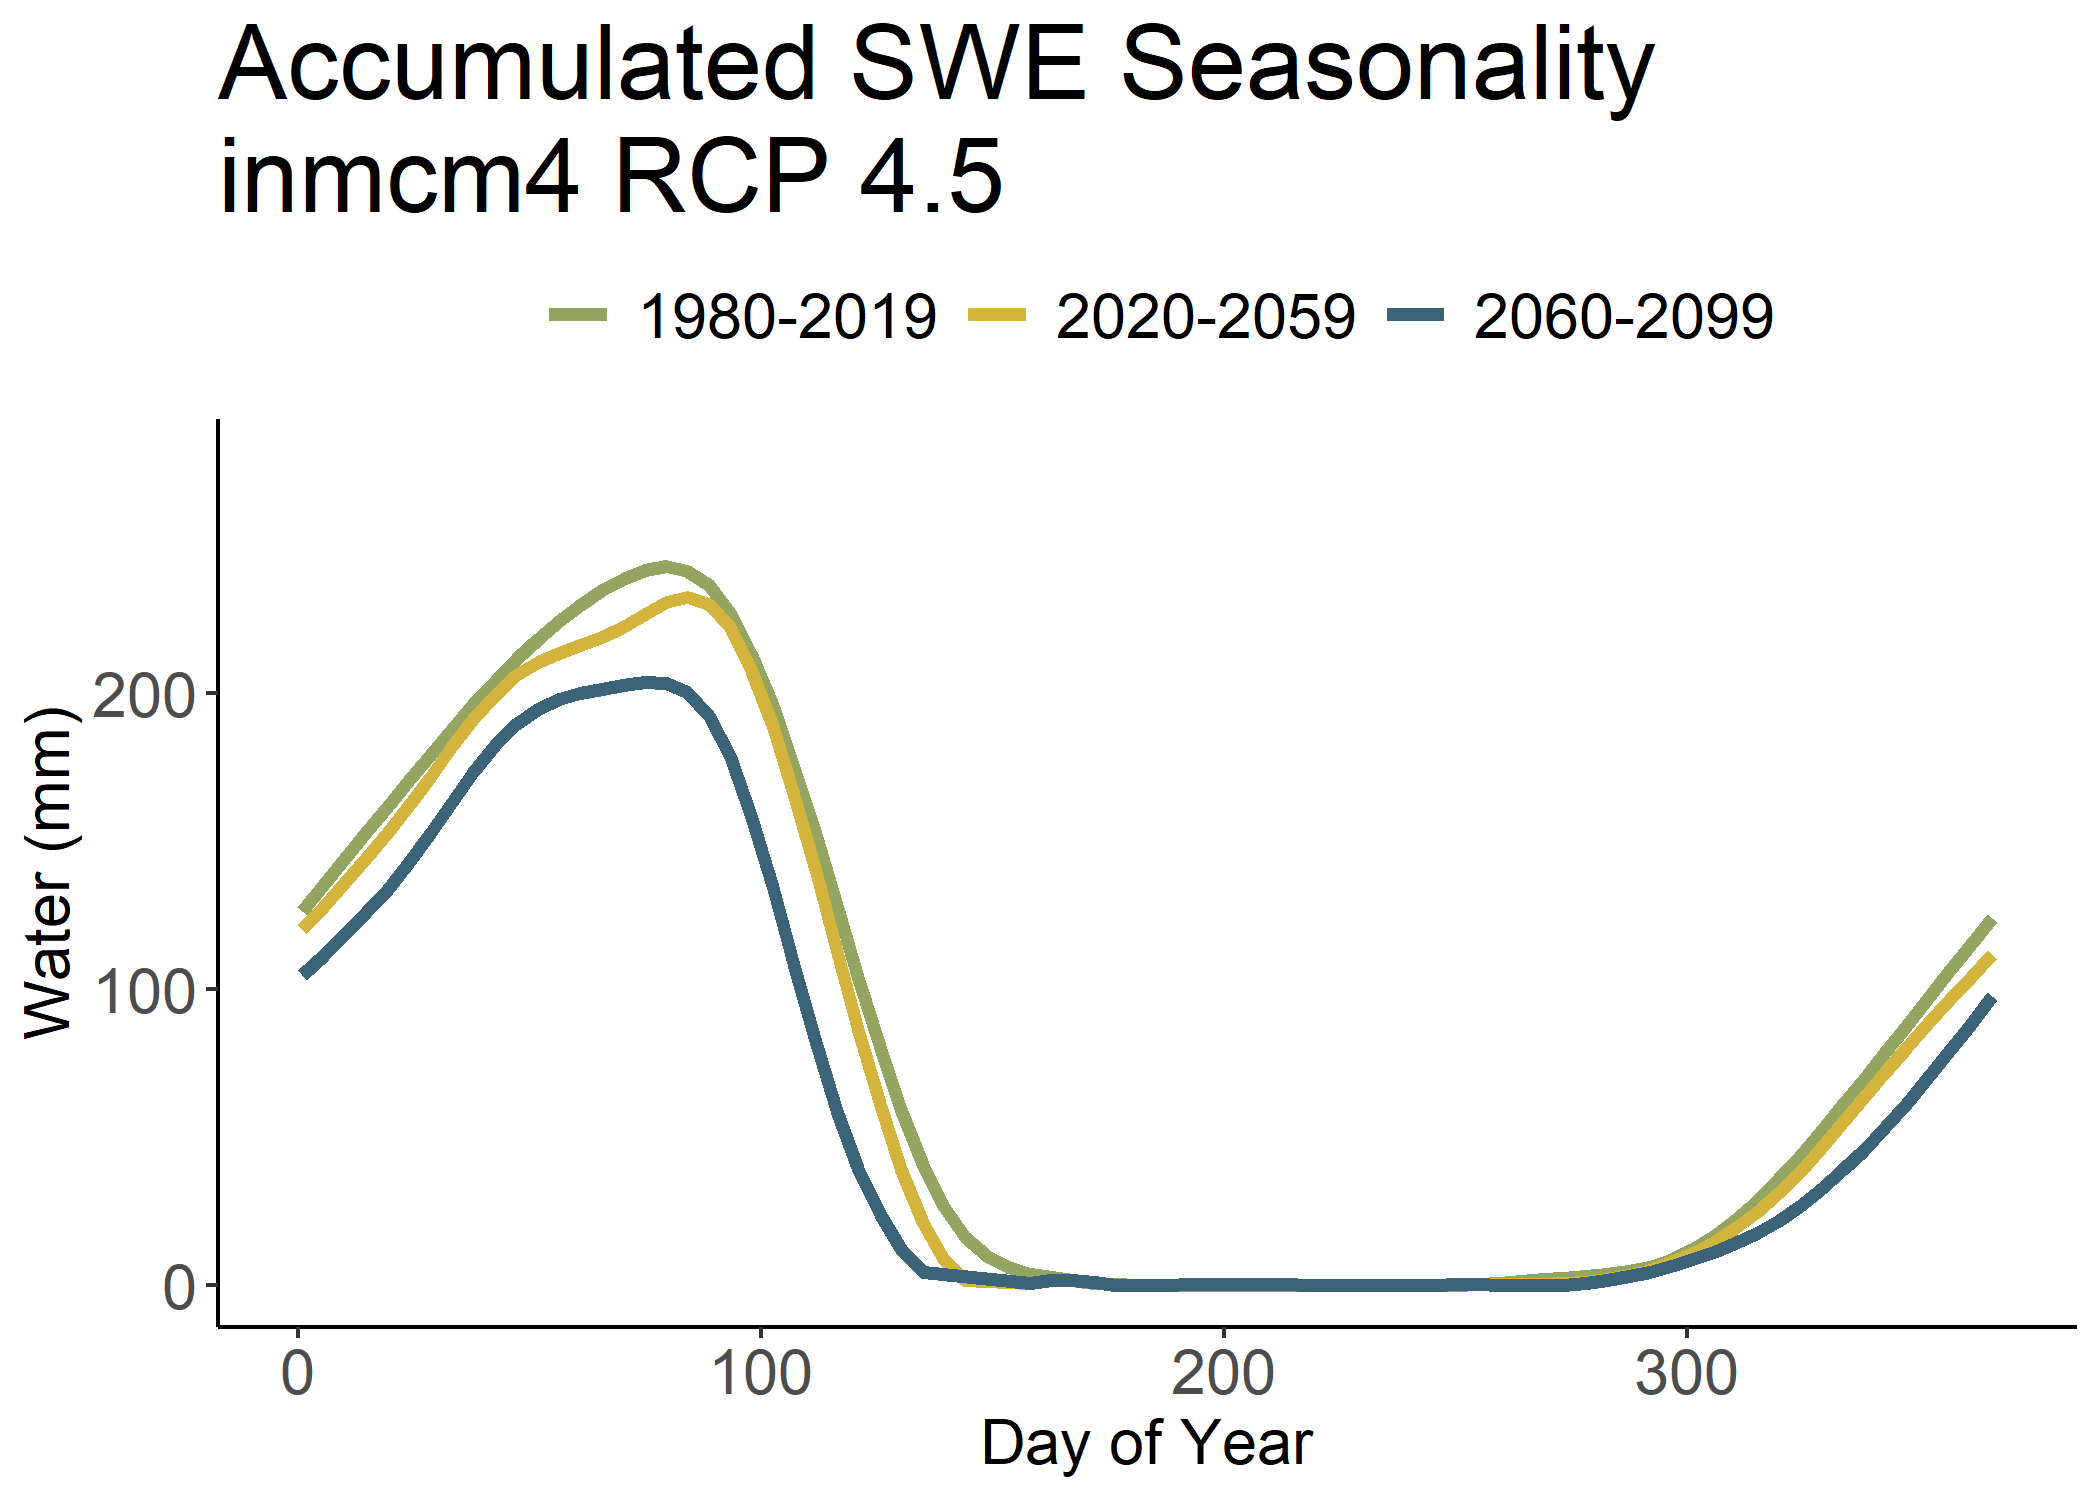 Accumulated SWE Seasonality
inmcm4 RCP 4.5
1980-2019 2020-2059 2060-2099
Water (mm)
200
100
0
0 100 200 300
Day of Year